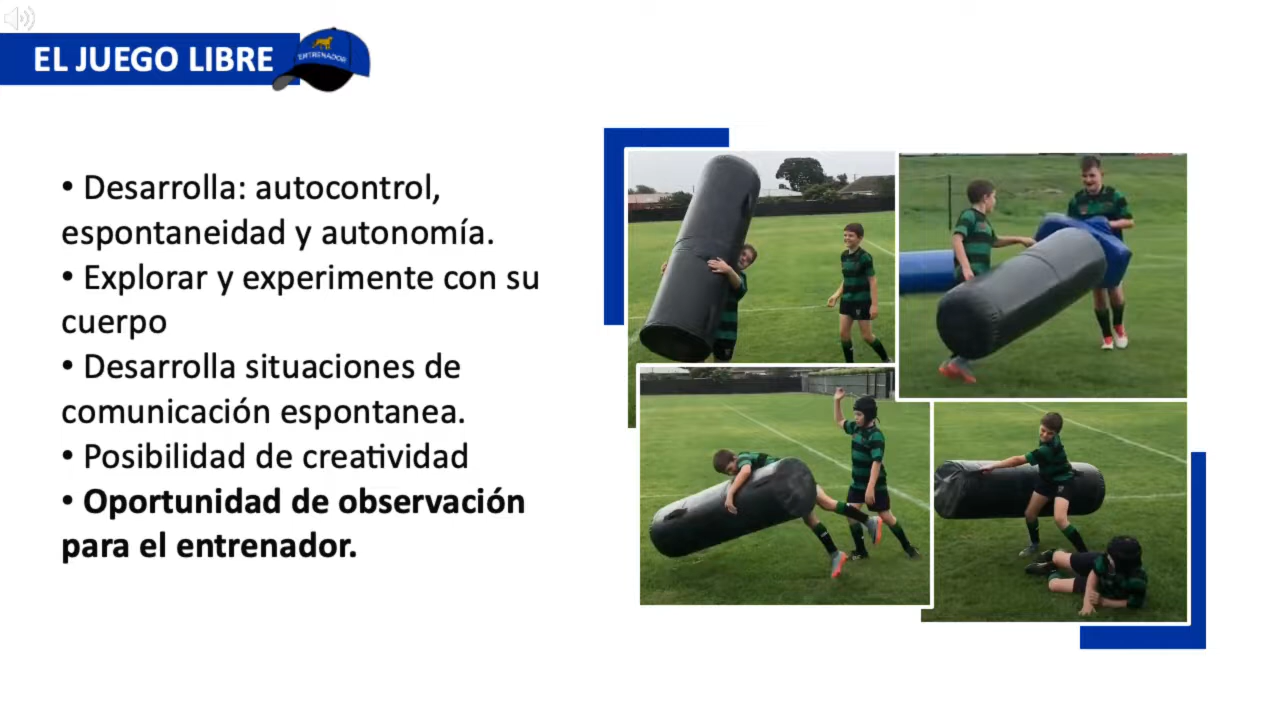 EL JUEGO LIBRE
ENTRENADOR
• Desarrolla: autocontrol,
espontaneidad y autonomía.
• Explorar y experimente con su
cuerpo
• Desarrolla situaciones de
comunicación espontanea.
• Posibilidad de creatividad
• Oportunidad de observación
para el entrenador.